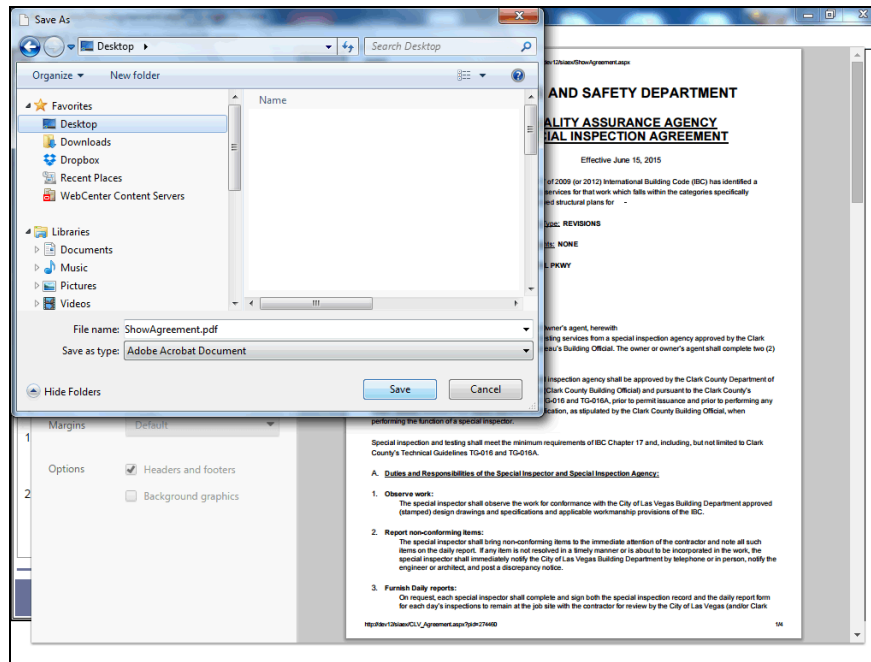 Save As
Desktop
Search Desktop
Organize
New folder
Favorites
Desktop
Downloads
Dropbox
Recent Places
WebCenter Content Servers
Libraries
Documents
Music
Pictures
Videos
Name
File name: ShowAgreement.pdf
Save as type: Adobe Acrobat Document
Hide Folders
Save
Cancel
Margins
Default
Options
Headers and footers
Background graphics
1
2
dev12/siaex/ShowAgreement.aspx
AND SAFETY DEPARTMENT
ALITY ASSURANCE AGENCY
IAL INSPECTION AGREEMENT
Effective June 15, 2015
of 2009 (or 2012) International Building Code (IBC) has identified a
services for that work which falls within the categories specifically
ed structural plans for -
Type: REVISIONS
NONE
L PKWY
owner's agent, herewith
sting services from a special inspection agency approved by the Clark
eau's Building Official. The owner or owner's agent shall complete two (2)
l inspection agency shall be approved by the Clark County Department of
(Clark County Building Official) and pursuant to the Clark County's
TG-016 and TG-016A, prior to permit issuance and prior to performing any
fication, as stipulated by the Clark County Building Official, when
performing the function of a special inspector.
Special inspection and testing shall meet the minimum requirements of IBC Chapter 17 and, including, but not limited to Clark
County's Technical Guidelines TG-016 and TG-016A.
A. Duties and Responsibilities of the Special Inspector and Special Inspection Agency:
1. Observe work:
The special inspector shall observe the work for conformance with the City of Las Vegas Building Department approved
(stamped) design drawings and specifications and applicable workmanship provisions of the IBC.
2. Report non-conforming items:
The special inspector shall bring non-conforming items to the immediate attention of the contractor and note all such
items on the daily report. If any item is not resolved in a timely manner or is about to be incorporated in the work, the
special inspector shall immediately notify the City of Las Vegas Building Department by telephone or in person, notify the
engineer or architect, and post a discrepancy notice.
3. Furnish Daily reports:
On request, each special inspector shall complete and sign both the special inspection record and the daily report form
for each day's inspections to remain at the job site with the contractor for review by the City of Las Vegas (and/or Clark
http://dev12/siaex/CLV_Agreement.aspx?pid=274460
1/4